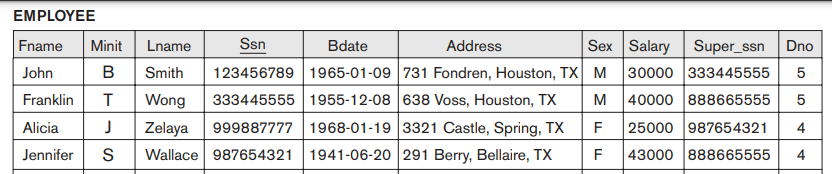 EMPLOYEE
Fname Minit Lname Ssn Bdate Address Sex Salary Super_ssn Dno
John B Smith 123456789 1965-01-09 731 Fondren, Houston, TX M 30000 333445555 5
Franklin T Wong 333445555 1955-12-08 638 Voss, Houston, TX M 40000 888665555 5
Alicia J Zelaya 999887777 1968-01-19 3321 Castle, Spring, TX F 25000 987654321 4
Jennifer S Wallace 987654321 1941-06-20 291 Berry, Bellaire, TX F 43000 888665555 4